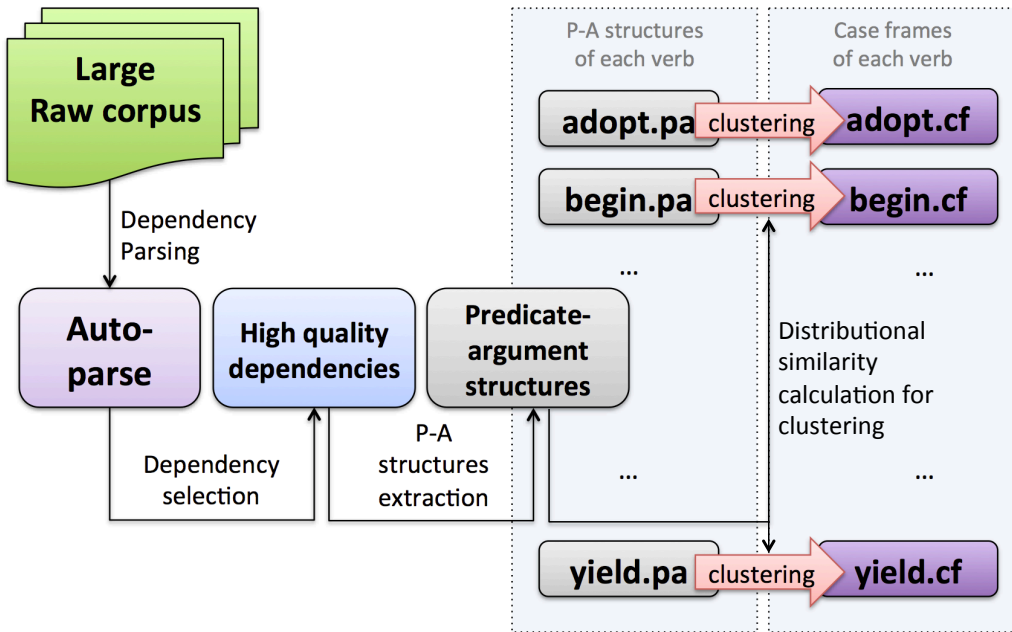 Large
Raw corpus
Dependency
Parsing
Auto-
parse
Dependency
selection
High quality
dependencies
P-A
structures
extraction
Predicate-
argument
structures
P-A structures
of each verb
Case frames
of each verb
adopt.pa
clustering
adopt.cf
begin.pa
clustering
begin.cf
...
...
Distributional
similarity
calculation for
clustering
...
...
yield.pa
clustering
yield.cf